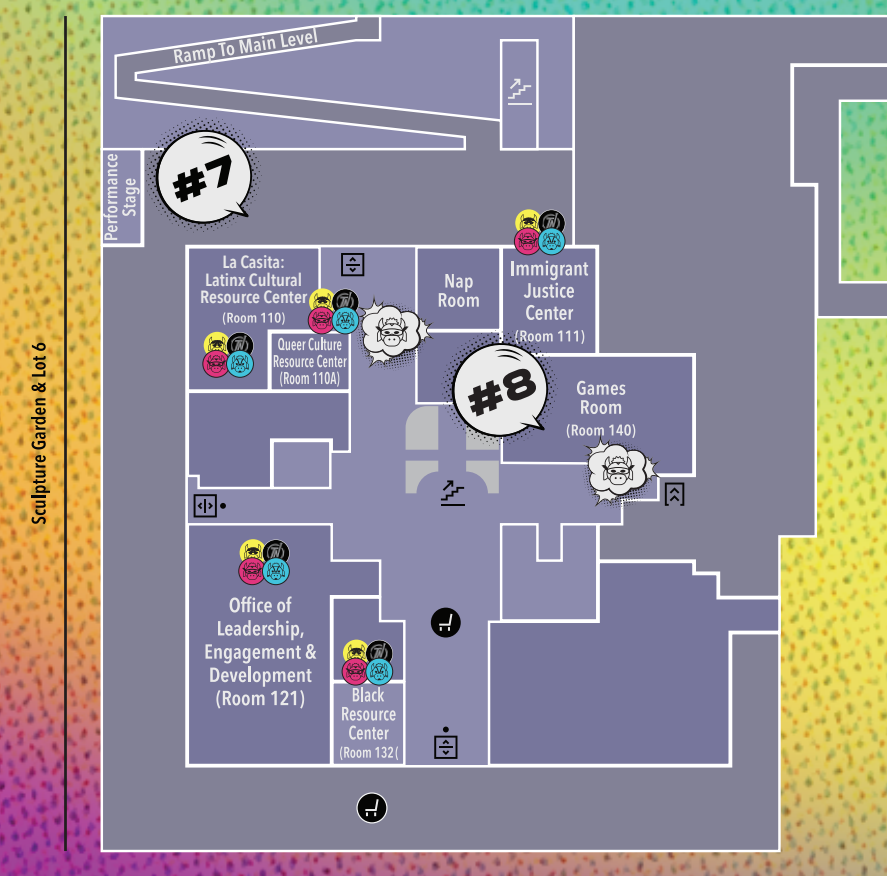 Ramp To Main Level
#7
Performance
Stage
La Casita:
Latinx Cultural
Resource Center
(Room 110)
Queer Culture
Resource Center
(Room 110A)
Nap
Room
Immigrant
Justice
Center
(Room 111)
#8
Games
Room
(Room 140)
Sculpture Garden & Lot 6
Office of
Leadership,
Engagement &
Development
(Room 121)
Black
Resource
Center
(Room 132(